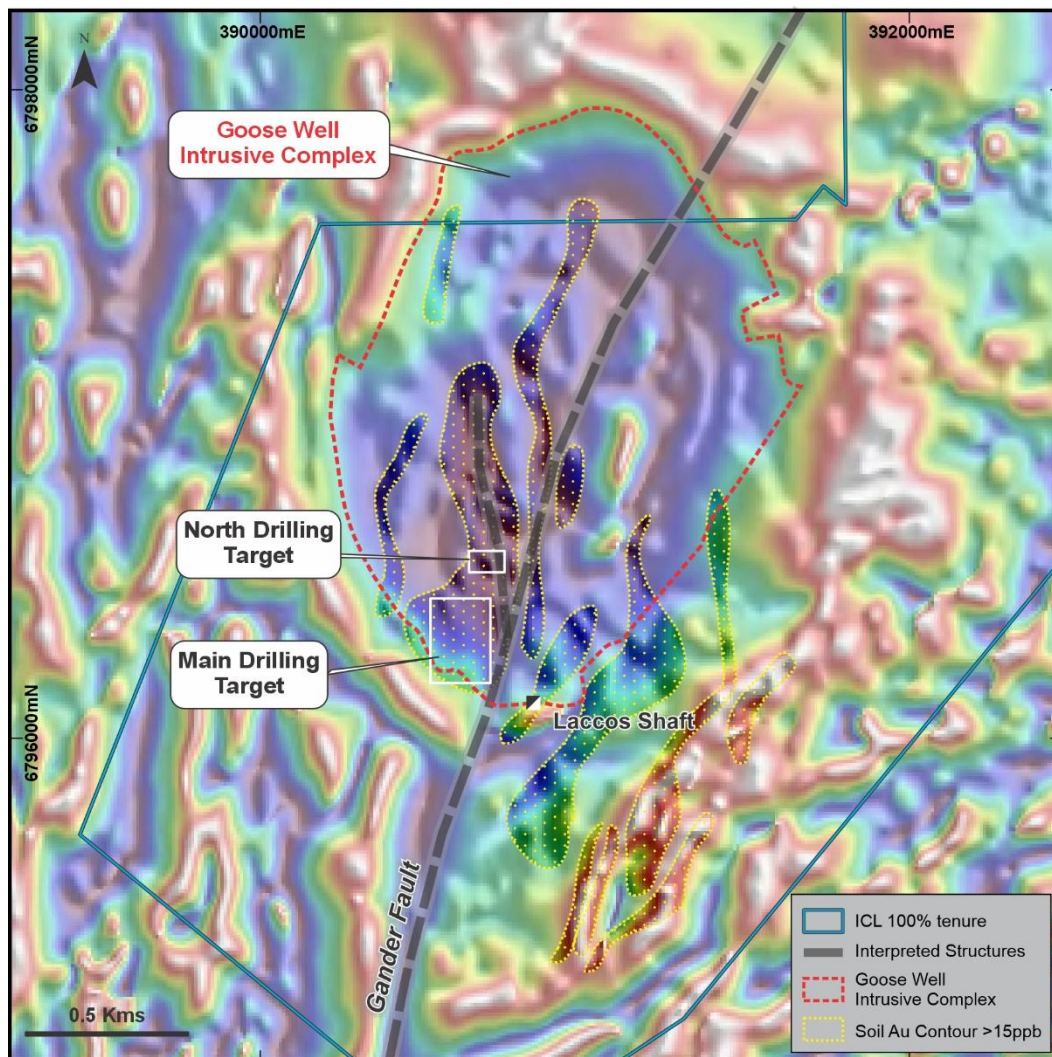 390000mE
392000mE
N
6798000mN
Goose Well
Intrusive Complex
North Drilling
Target
Main Drilling
Target
Laccos Shaft
6796000mN
Gander Fault
0.5 Kms
ICL 100% tenure
Interpreted Structures
Goose Well
Intrusive Complex
Soil Au Contour >15ppb